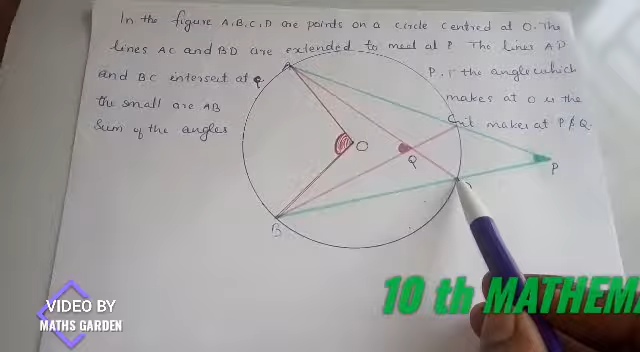 In the figure A,B,C,D are points on a circle centred at O. The
lines AC and BD are extended to meet at P. The lines AD
and BC intersect at Q. P.T the angle which
the small arc AB makes at O is the
sum of the angles it makes at P & Q.
A
O
C
Q
P
B
10 th MATHEMA
VIDEO BY
MATHS GARDEN